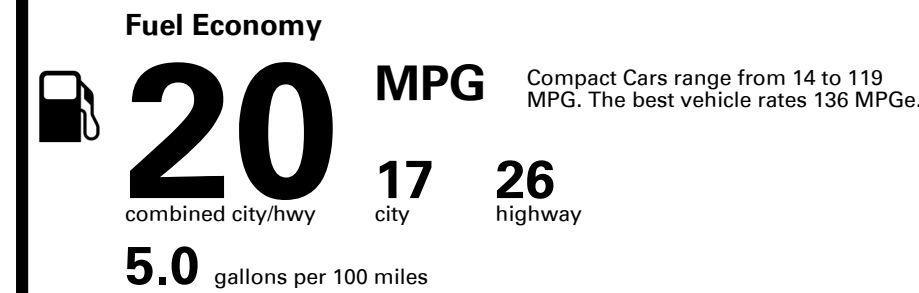 Fuel Economy
20 MPG
Compact Cars range from 14 to 119
MPG. The best vehicle rates 136 MPGe.
17 26
combined city/hwy city highway
5.0 gallons per 100 miles